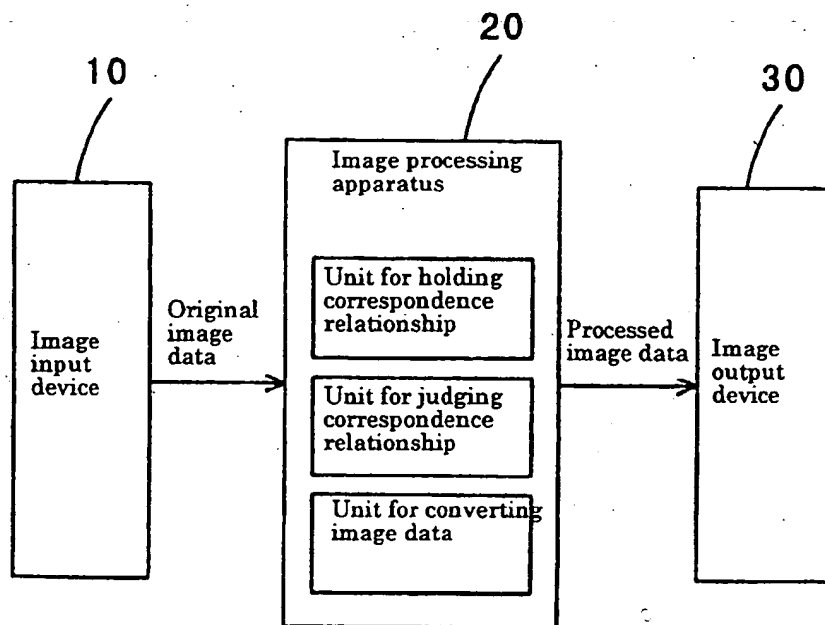 20
10
30
Image processing
apparatus
Unit for holding
correspondence
relationship
Original
image
data
Processed
image data
Image
input
device
Image
output
device
Unit for judging
correspondence
relationship
Unit for converting
image data